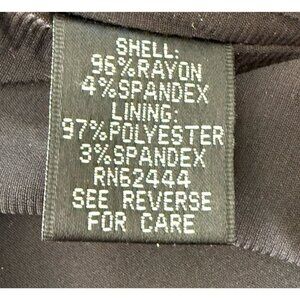 SHELL:
96%RAYON
4%SPANDEX
LINING:
97%POLYESTER
3%SPANDEX
RN62444
SEE REVERSE
FOR CARE